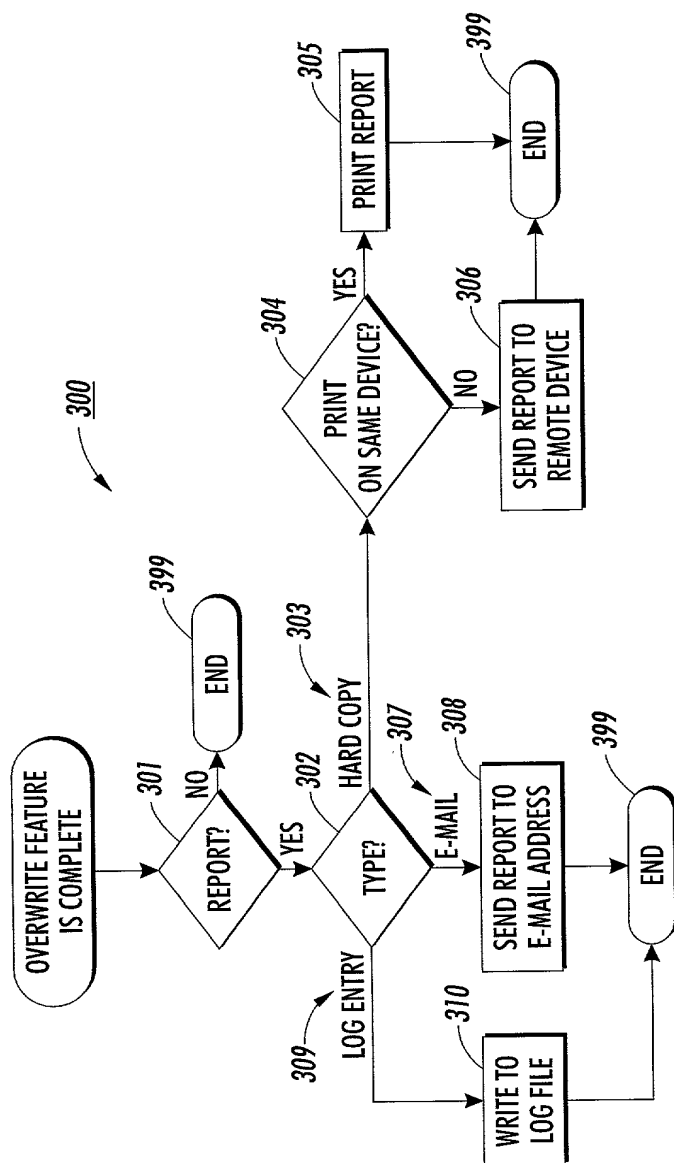 300
OVERWRITE FEATURE
IS COMPLETE
301
REPORT?
NO
399
END
YES
302
TYPE?
303
HARD COPY
304
PRINT
ON SAME DEVICE?
YES
305
PRINT REPORT
NO
306
SEND REPORT TO
REMOTE DEVICE
399
END
307
E-MAIL
308
SEND REPORT TO
E-MAIL ADDRESS
309
LOG ENTRY
310
WRITE TO
LOG FILE
399
END